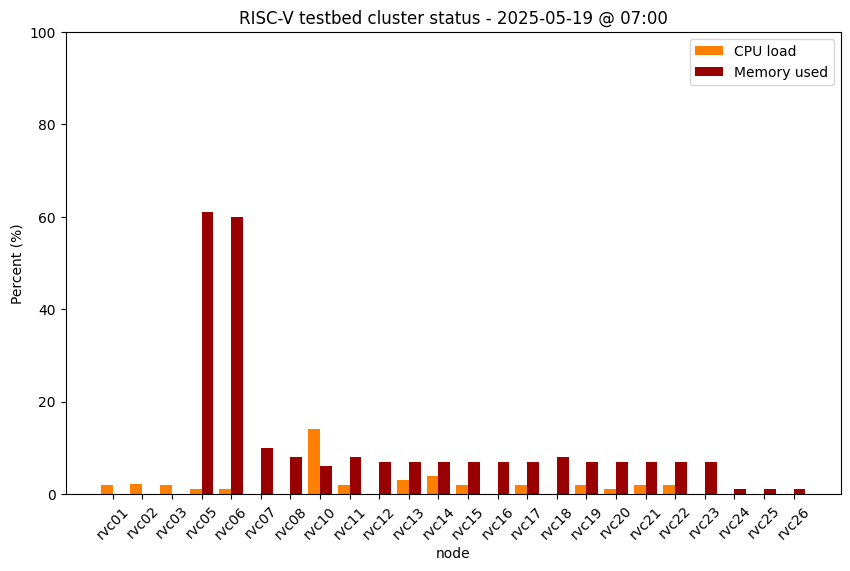 RISC-V testbed cluster status - 2025-05-19 @ 07:00
CPU load
Memory used
Percent (%)
100
80
60
40
20
0
rvc01 rvc02 rvc03 rvc05 rvc06 rvc07 rvc08 rvc10 rvc11 rvc12 rvc13 rvc14 rvc15 rvc16 rvc17 rvc18 rvc19 rvc20 rvc21 rvc22 rvc23 rvc24 rvc25 rvc26
node